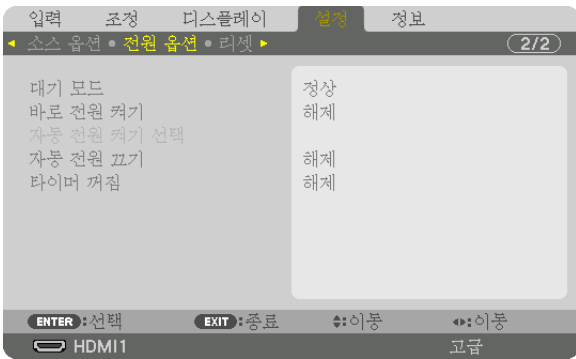 입력 조정 디스플레이 설정 정보
소스 옵션 • 전원 옵션 • 리셋 2/2
대기 모드 정상
바로 전원 켜기 해제
자동 전원 켜기 선택
자동 전원 끄기 해제
타이머 꺼짐 해제
ENTER :선택 EXIT :종료 :이동 :이동
HDMI1 고급